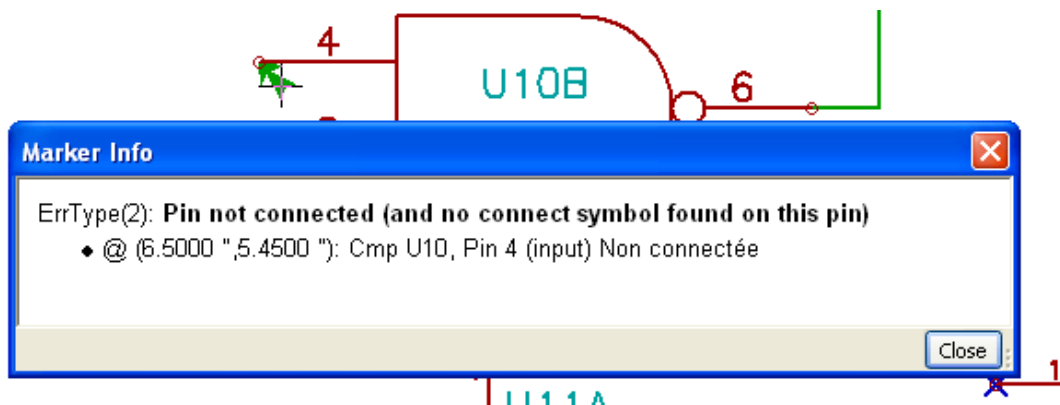 4
U10B
6
Marker Info
ErrType(2): Pin not connected (and no connect symbol found on this pin)
@ (6.5000 ",5.4500 "): Cmp U10, Pin 4 (input) Non connectée
Close
1
U11A